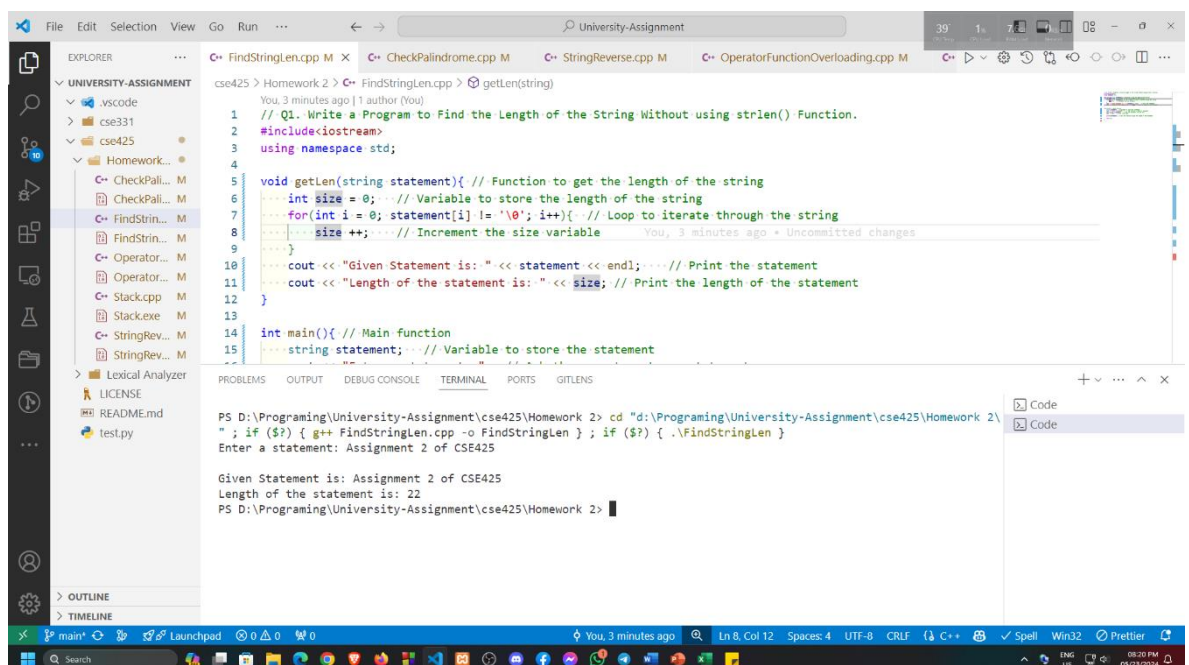 File Edit Selection View Go Run ··· University-Assignment
EXPLORER ···
UNIVERSITY-ASSIGNMENT
.vscode
cse331
cse425
Homework...
CheckPali... M
CheckPali... M
FindStrin... M
FindStrin... M
Operator... M
Operator... M
Stack.cpp M
Stack.exe M
StringRev... M
StringRev... M
Lexical Analyzer
LICENSE
README.md
test.py
OUTLINE
TIMELINE
10
FindStringLen.cpp M CheckPalindrome.cpp M StringReverse.cpp M OperatorFunctionOverloading.cpp M
cse425 > Homework 2 > FindStringLen.cpp > getLen(string)
You, 3 minutes ago | 1 author (You)
1 // Q1. Write a Program to Find the Length of the String Without using strlen() Function.
2 #include<iostream>
3 using namespace std;
4
5 void getLen(string statement){ // Function to get the length of the string
6 int size = 0; // Variable to store the length of the string
7 for(int i = 0; statement[i] != '\0'; i++){ // Loop to iterate through the string
8 size ++; // Increment the size variable You, 3 minutes ago • Uncommitted changes
9 }
10 cout << "Given Statement is: " << statement << endl; // Print the statement
11 cout << "Length of the statement is: " << size; // Print the length of the statement
12 }
13
14 int main(){ // Main function
15 string statement; // Variable to store the statement
PROBLEMS OUTPUT DEBUG CONSOLE TERMINAL PORTS GITLENS
PS D:\Programing\University-Assignment\cse425\Homework 2> cd "d:\Programing\University-Assignment\cse425\Homework 2\
" ; if ($?) { g++ FindStringLen.cpp -o FindStringLen } ; if ($?) { .\FindStringLen }
Enter a statement: Assignment 2 of CSE425
Given Statement is: Assignment 2 of CSE425
Length of the statement is: 22
PS D:\Programing\University-Assignment\cse425\Homework 2>
Code
Code
main* Launchpad 0 0 0 You, 3 minutes ago Ln 8, Col 12 Spaces: 4 UTF-8 CRLF C++ Spell Win32 Prettier
Search ENG US 08:20 PM 05/23/2024